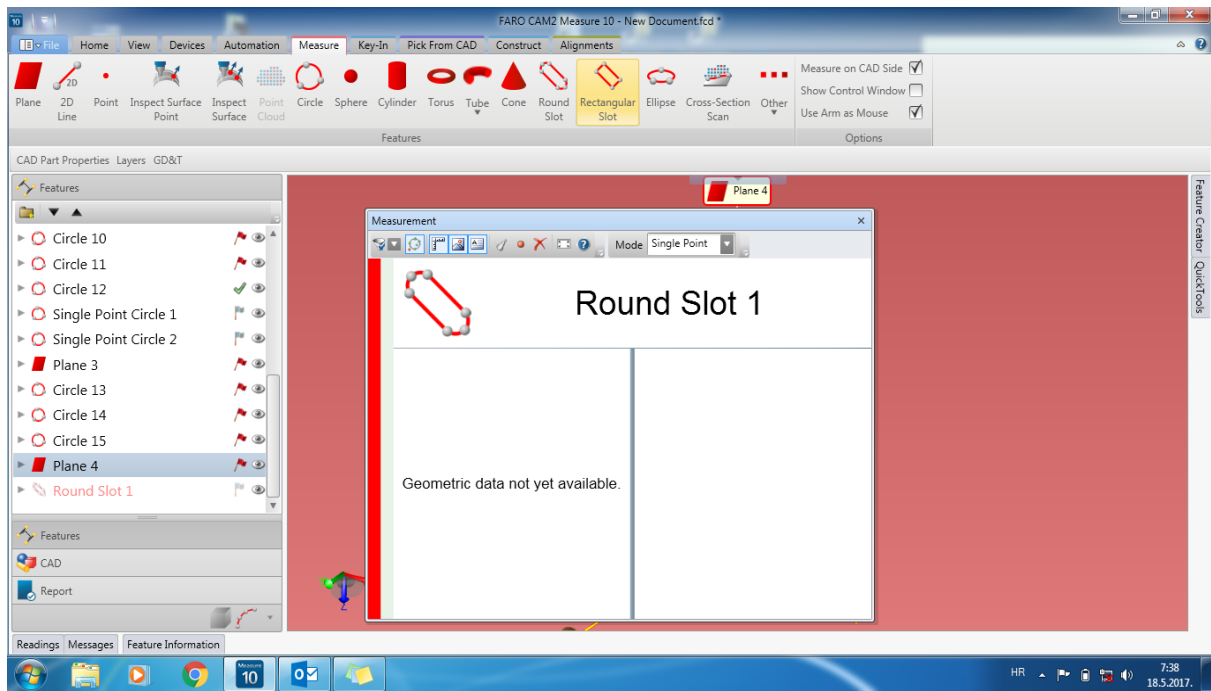 10
FARO CAM2 Measure 10 - New Document.fcd *
File Home View Devices Automation Measure Key-In Pick From CAD Construct Alignments
2D
Plane 2D Line Point Inspect Surface Point Inspect Surface Point Cloud Circle Sphere Cylinder Torus Tube Cone Round Slot Rectangular Slot Ellipse Cross-Section Scan Other
Measure on CAD Side
Show Control Window
Use Arm as Mouse
Features Options
CAD Part Properties Layers GD&T
Features
Circle 10
Circle 11
Circle 12
Single Point Circle 1
Single Point Circle 2
Plane 3
Circle 13
Circle 14
Circle 15
Plane 4
Round Slot 1
Features
CAD
Report
Plane 4
Measurement
Mode Single Point
Round Slot 1
Geometric data not yet available.
Z
Feature Creator
QuickTools
Readings Messages Feature Information
Measure
10
HR
7:38
18.5.2017.